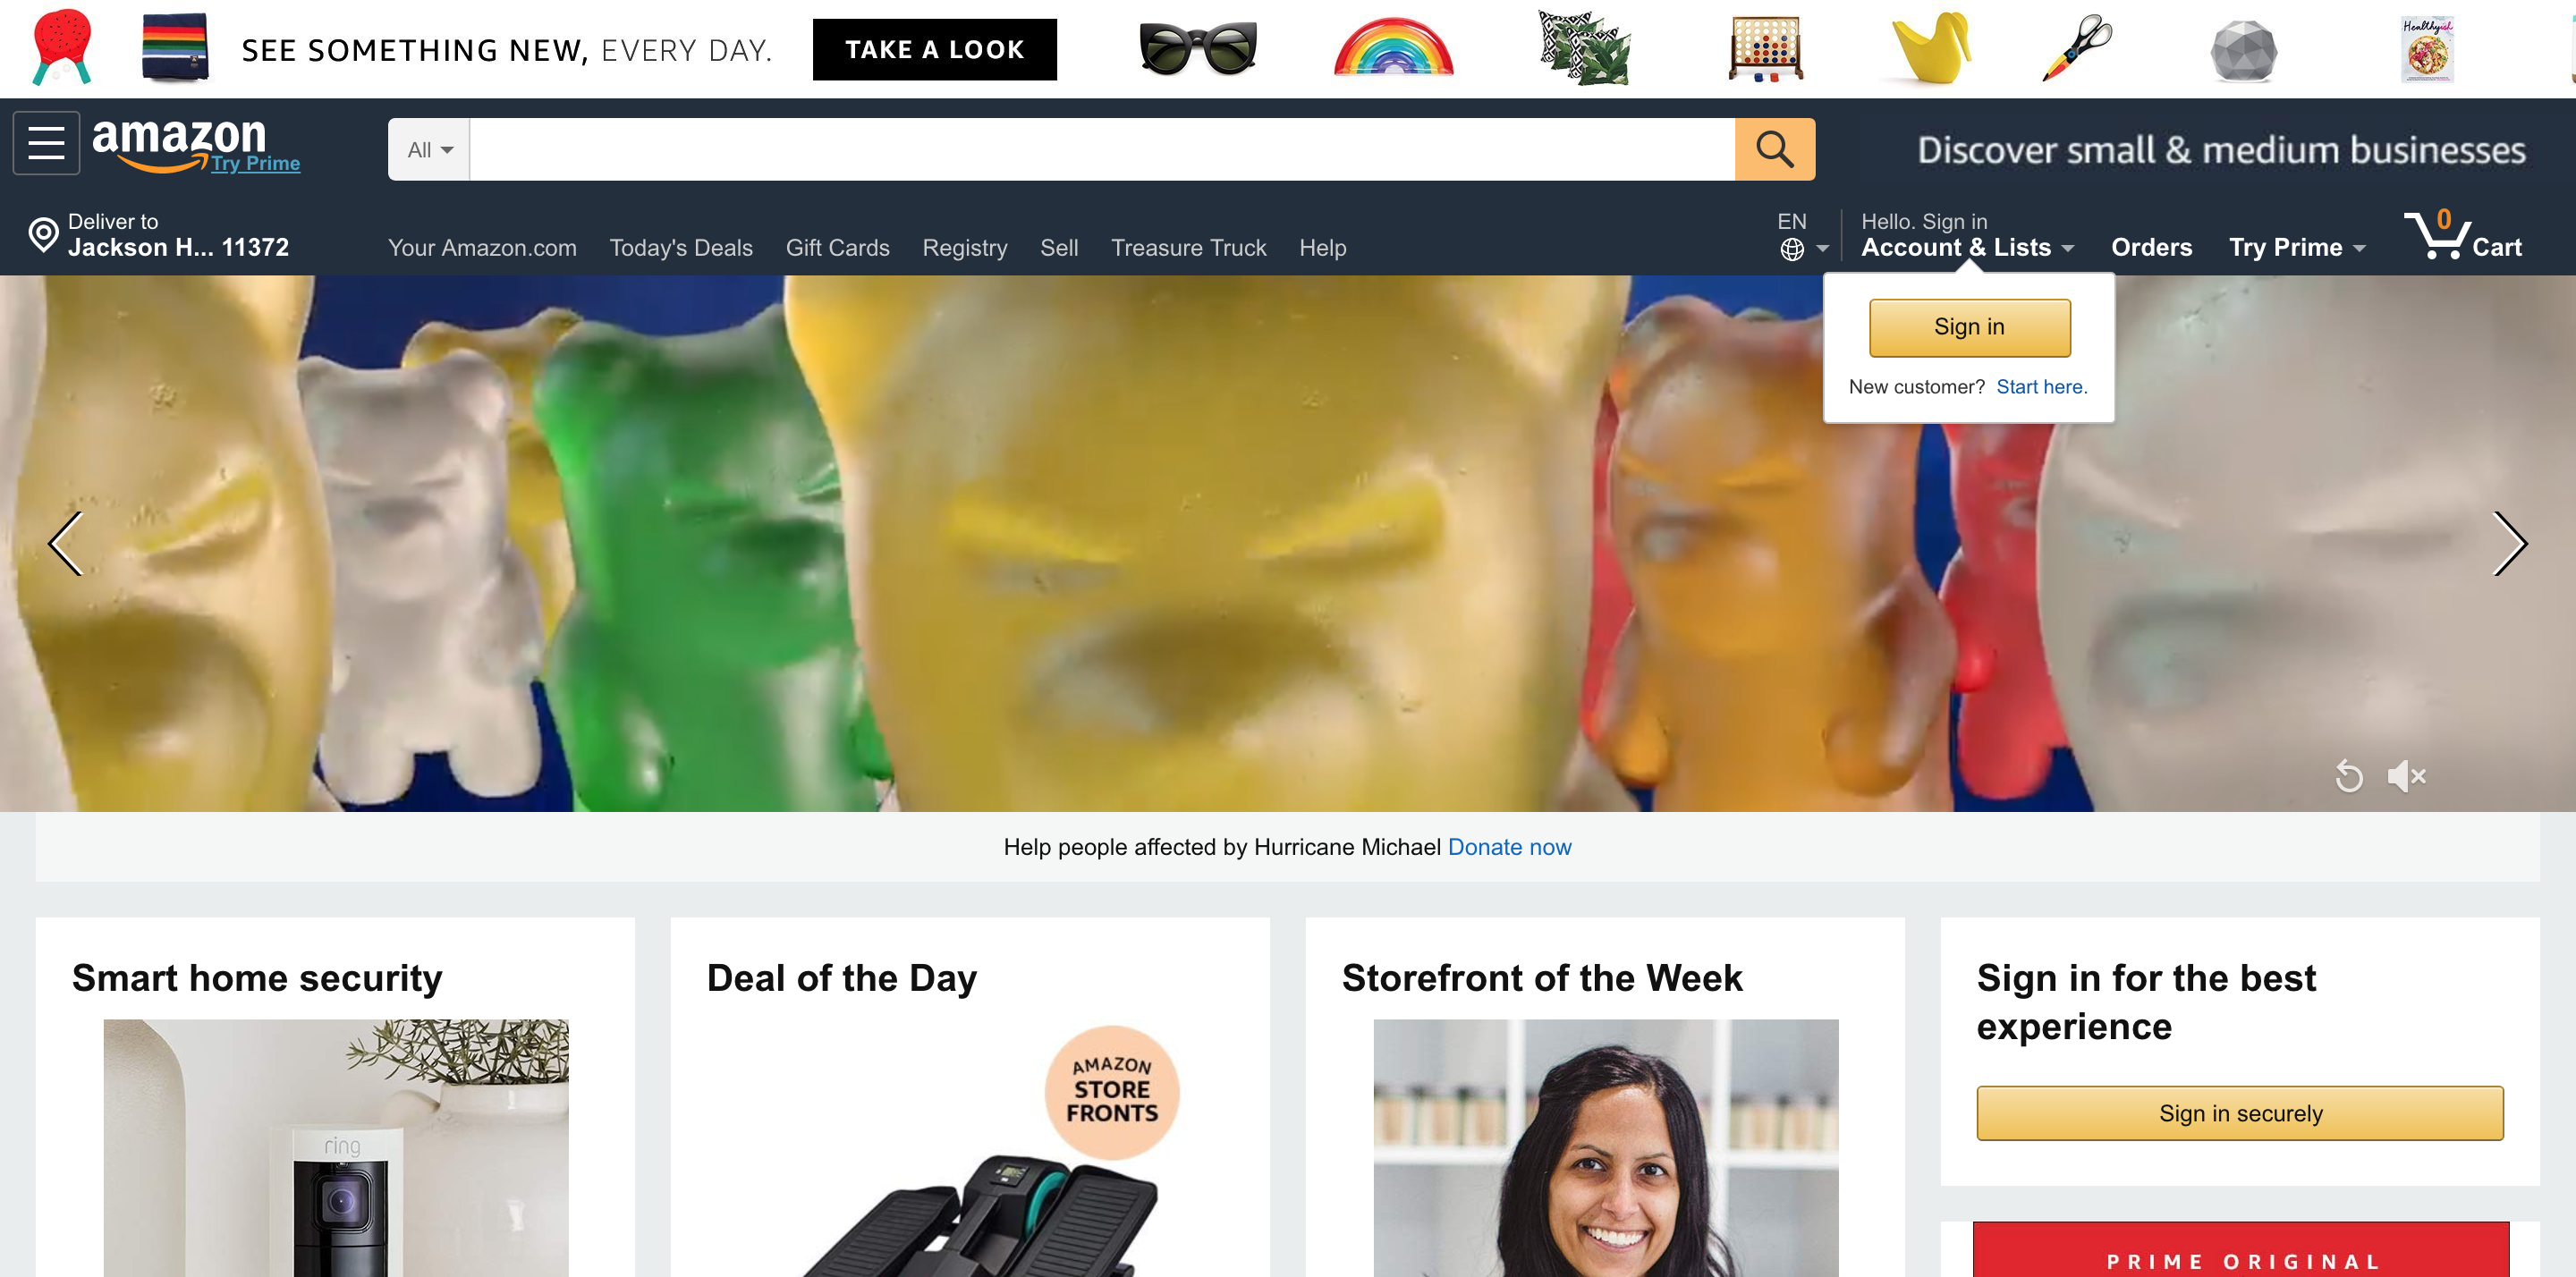 SEE SOMETHING NEW, EVERY DAY.
TAKE A LOOK
Healthyish
amazon
Try Prime
All
Discover small & medium businesses
Deliver to
Jackson H... 11372
Your Amazon.com Today's Deals Gift Cards Registry Sell Treasure Truck Help
EN
Hello. Sign in
Account & Lists
Orders
Try Prime
0
Cart
Sign in
New customer? Start here.
Help people affected by Hurricane Michael Donate now
Smart home security
ring
Deal of the Day
AMAZON
STORE
FRONTS
Storefront of the Week
Sign in for the best
experience
Sign in securely
PRIME ORIGINAL